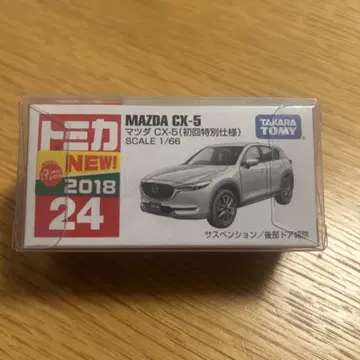 トミカ
NEW!
2018
24
MAZDA CX-5
マツダ CX-5(初回特別仕様)
SCALE 1/66
TAKARA
TOMY
サスペンション/後部ドア開閉